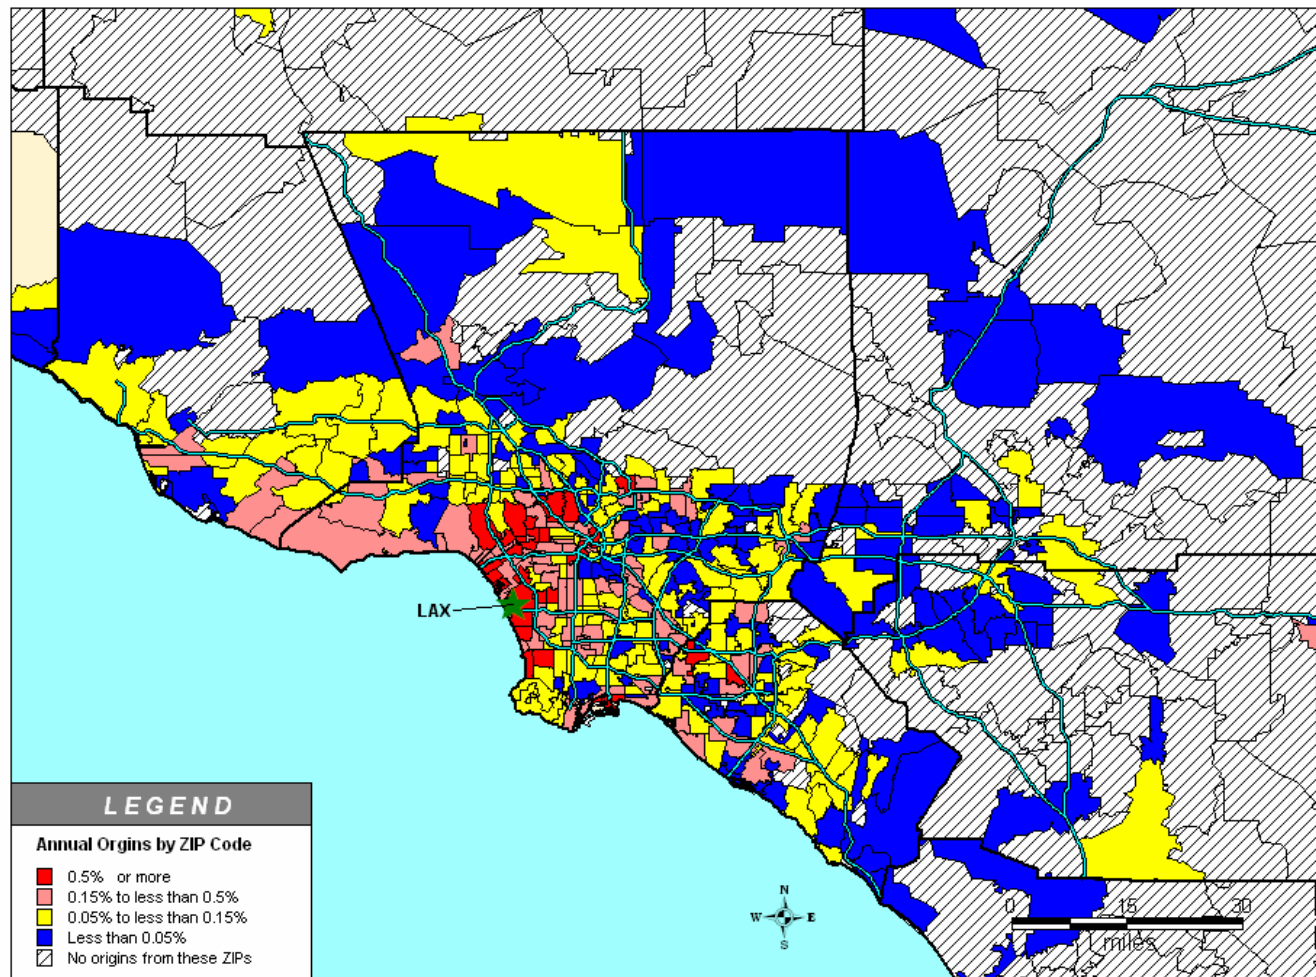 LAX
LEGEND
Annual Orgins by ZIP Code
0.5% or more
0.15% to less than 0.5%
0.05% to less than 0.15%
Less than 0.05%
No origins from these ZIPs
N
W E
S
0 15 30
miles